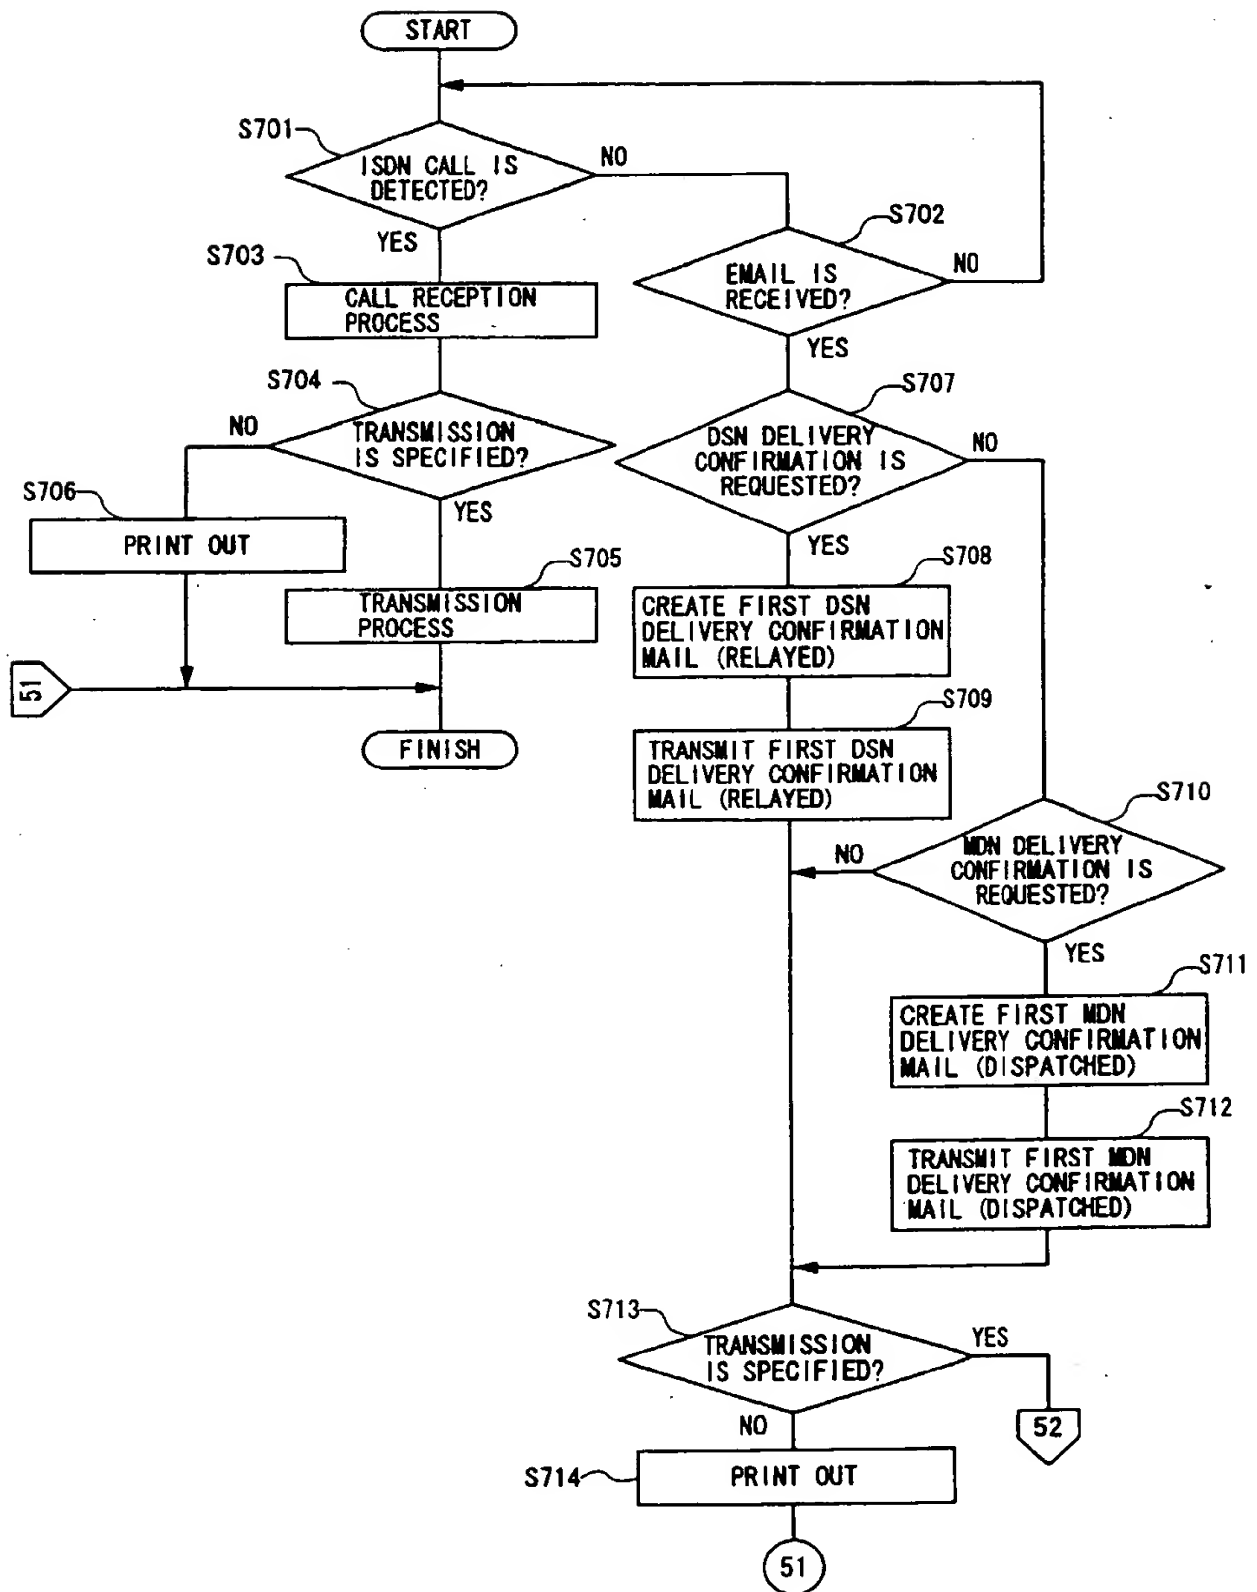 START
S701
ISDN CALL IS
DETECTED?
NO
YES
S702
EMAIL IS
RECEIVED?
NO
YES
S703
CALL RECEPTION
PROCESS
S704
TRANSMISSION
IS SPECIFIED?
NO
YES
S706
PRINT OUT
S705
TRANSMISSION
PROCESS
51
FINISH
S707
DSN DELIVERY
CONFIRMATION IS
REQUESTED?
NO
YES
S708
CREATE FIRST DSN
DELIVERY CONFIRMATION
MAIL (RELAYED)
S709
TRANSMIT FIRST DSN
DELIVERY CONFIRMATION
MAIL (RELAYED)
S710
MDN DELIVERY
CONFIRMATION IS
REQUESTED?
NO
YES
S711
CREATE FIRST MDN
DELIVERY CONFIRMATION
MAIL (DISPATCHED)
S712
TRANSMIT FIRST MDN
DELIVERY CONFIRMATION
MAIL (DISPATCHED)
S713
TRANSMISSION
IS SPECIFIED?
YES
52
NO
S714
PRINT OUT
51